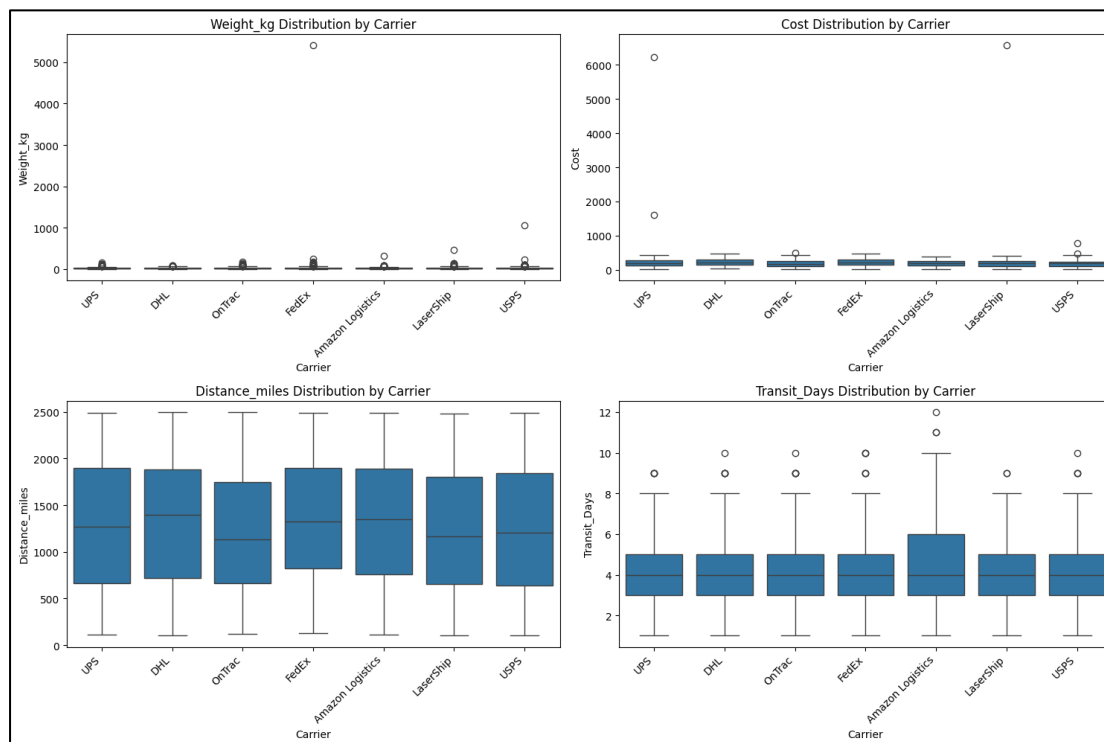 Weight_kg Distribution by Carrier
Weight_kg
5000
4000
3000
2000
1000
0
UPS
DHL
OnTrac
FedEx
Amazon Logistics
LaserShip
USPS
Carrier
Cost Distribution by Carrier
Cost
6000
5000
4000
3000
2000
1000
0
UPS
DHL
OnTrac
FedEx
Amazon Logistics
LaserShip
USPS
Carrier
Distance_miles Distribution by Carrier
Distance_miles
2500
2000
1500
1000
500
0
UPS
DHL
OnTrac
FedEx
Amazon Logistics
LaserShip
USPS
Carrier
Transit_Days Distribution by Carrier
Transit_Days
12
10
8
6
4
2
UPS
DHL
OnTrac
FedEx
Amazon Logistics
LaserShip
USPS
Carrier